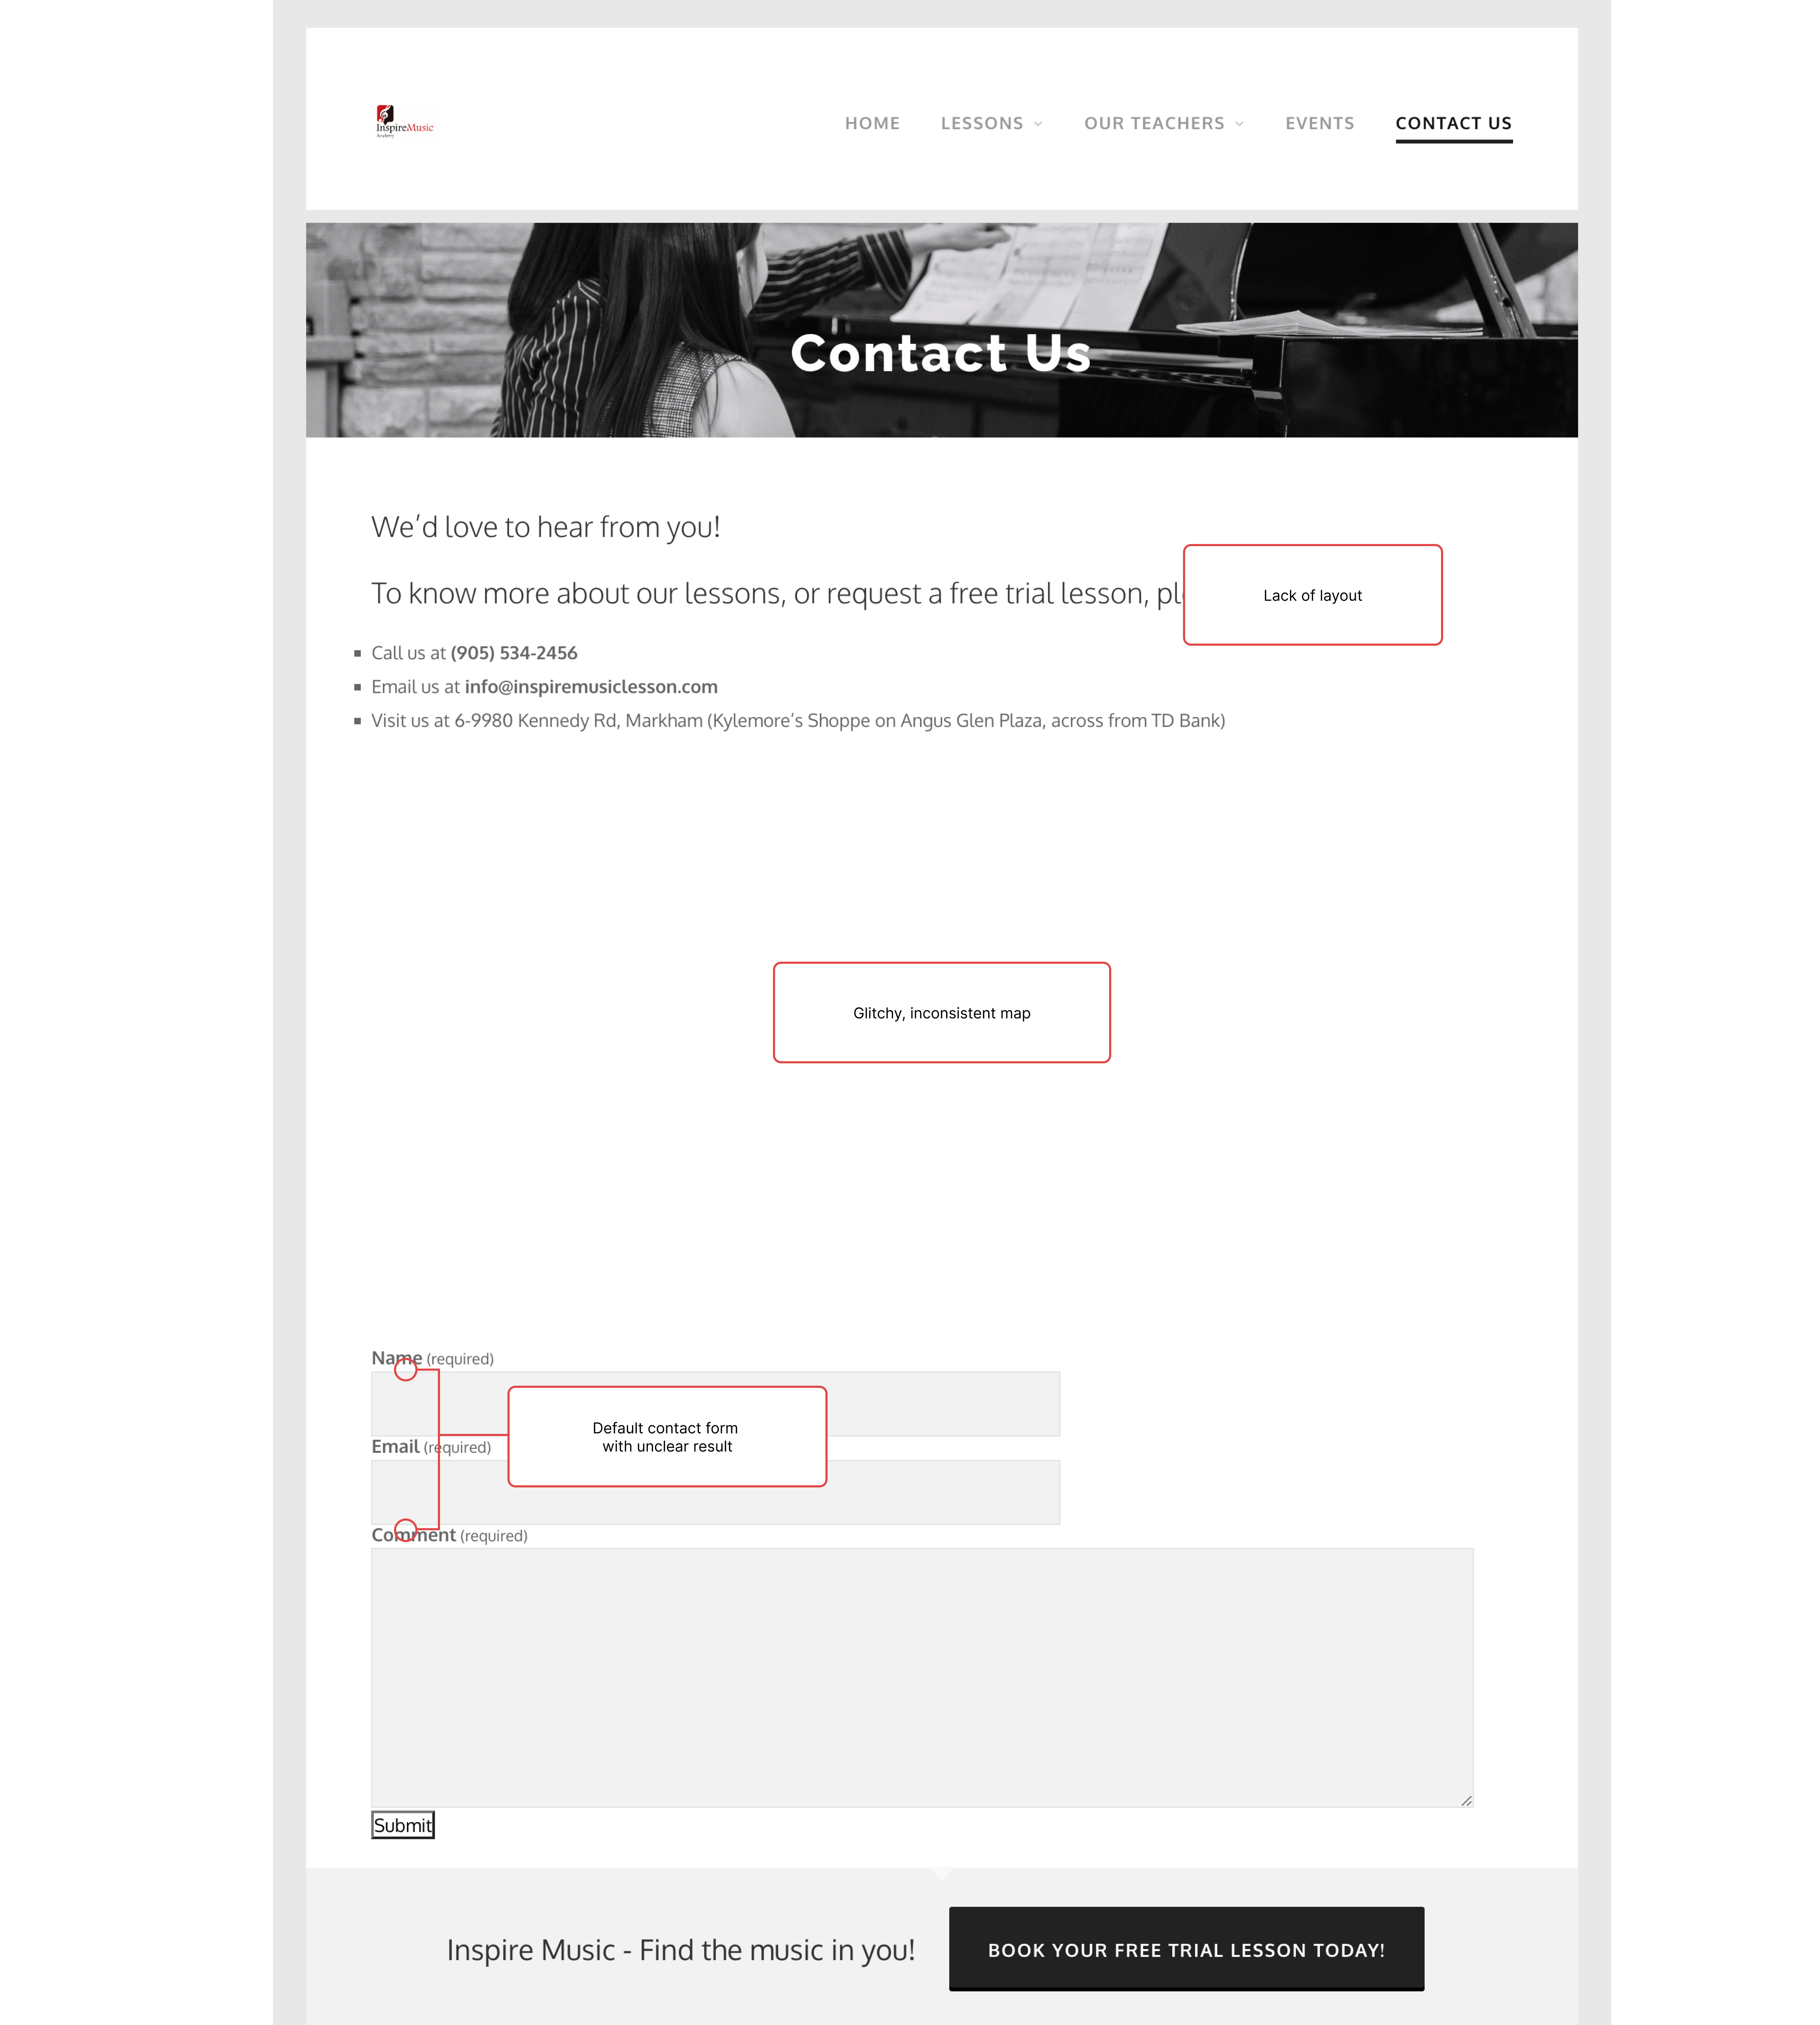 InspireMusic
Academy
HOME
LESSONS
OUR TEACHERS
EVENTS
CONTACT US
Contact Us
We’d love to hear from you!
To know more about our lessons, or request a free trial lesson,
Lack of layout
Call us at (905) 534-2456
Email us at info@inspiremusiclesson.com
Visit us at 6-9980 Kennedy Rd, Markham (Kylemore’s Shoppe on Angus Glen Plaza, across from TD Bank)
Glitchy, inconsistent map
Name (required)
Default contact form
with unclear result
Email (required)
Comment (required)
Submit
Inspire Music - Find the music in you!
BOOK YOUR FREE TRIAL LESSON TODAY!